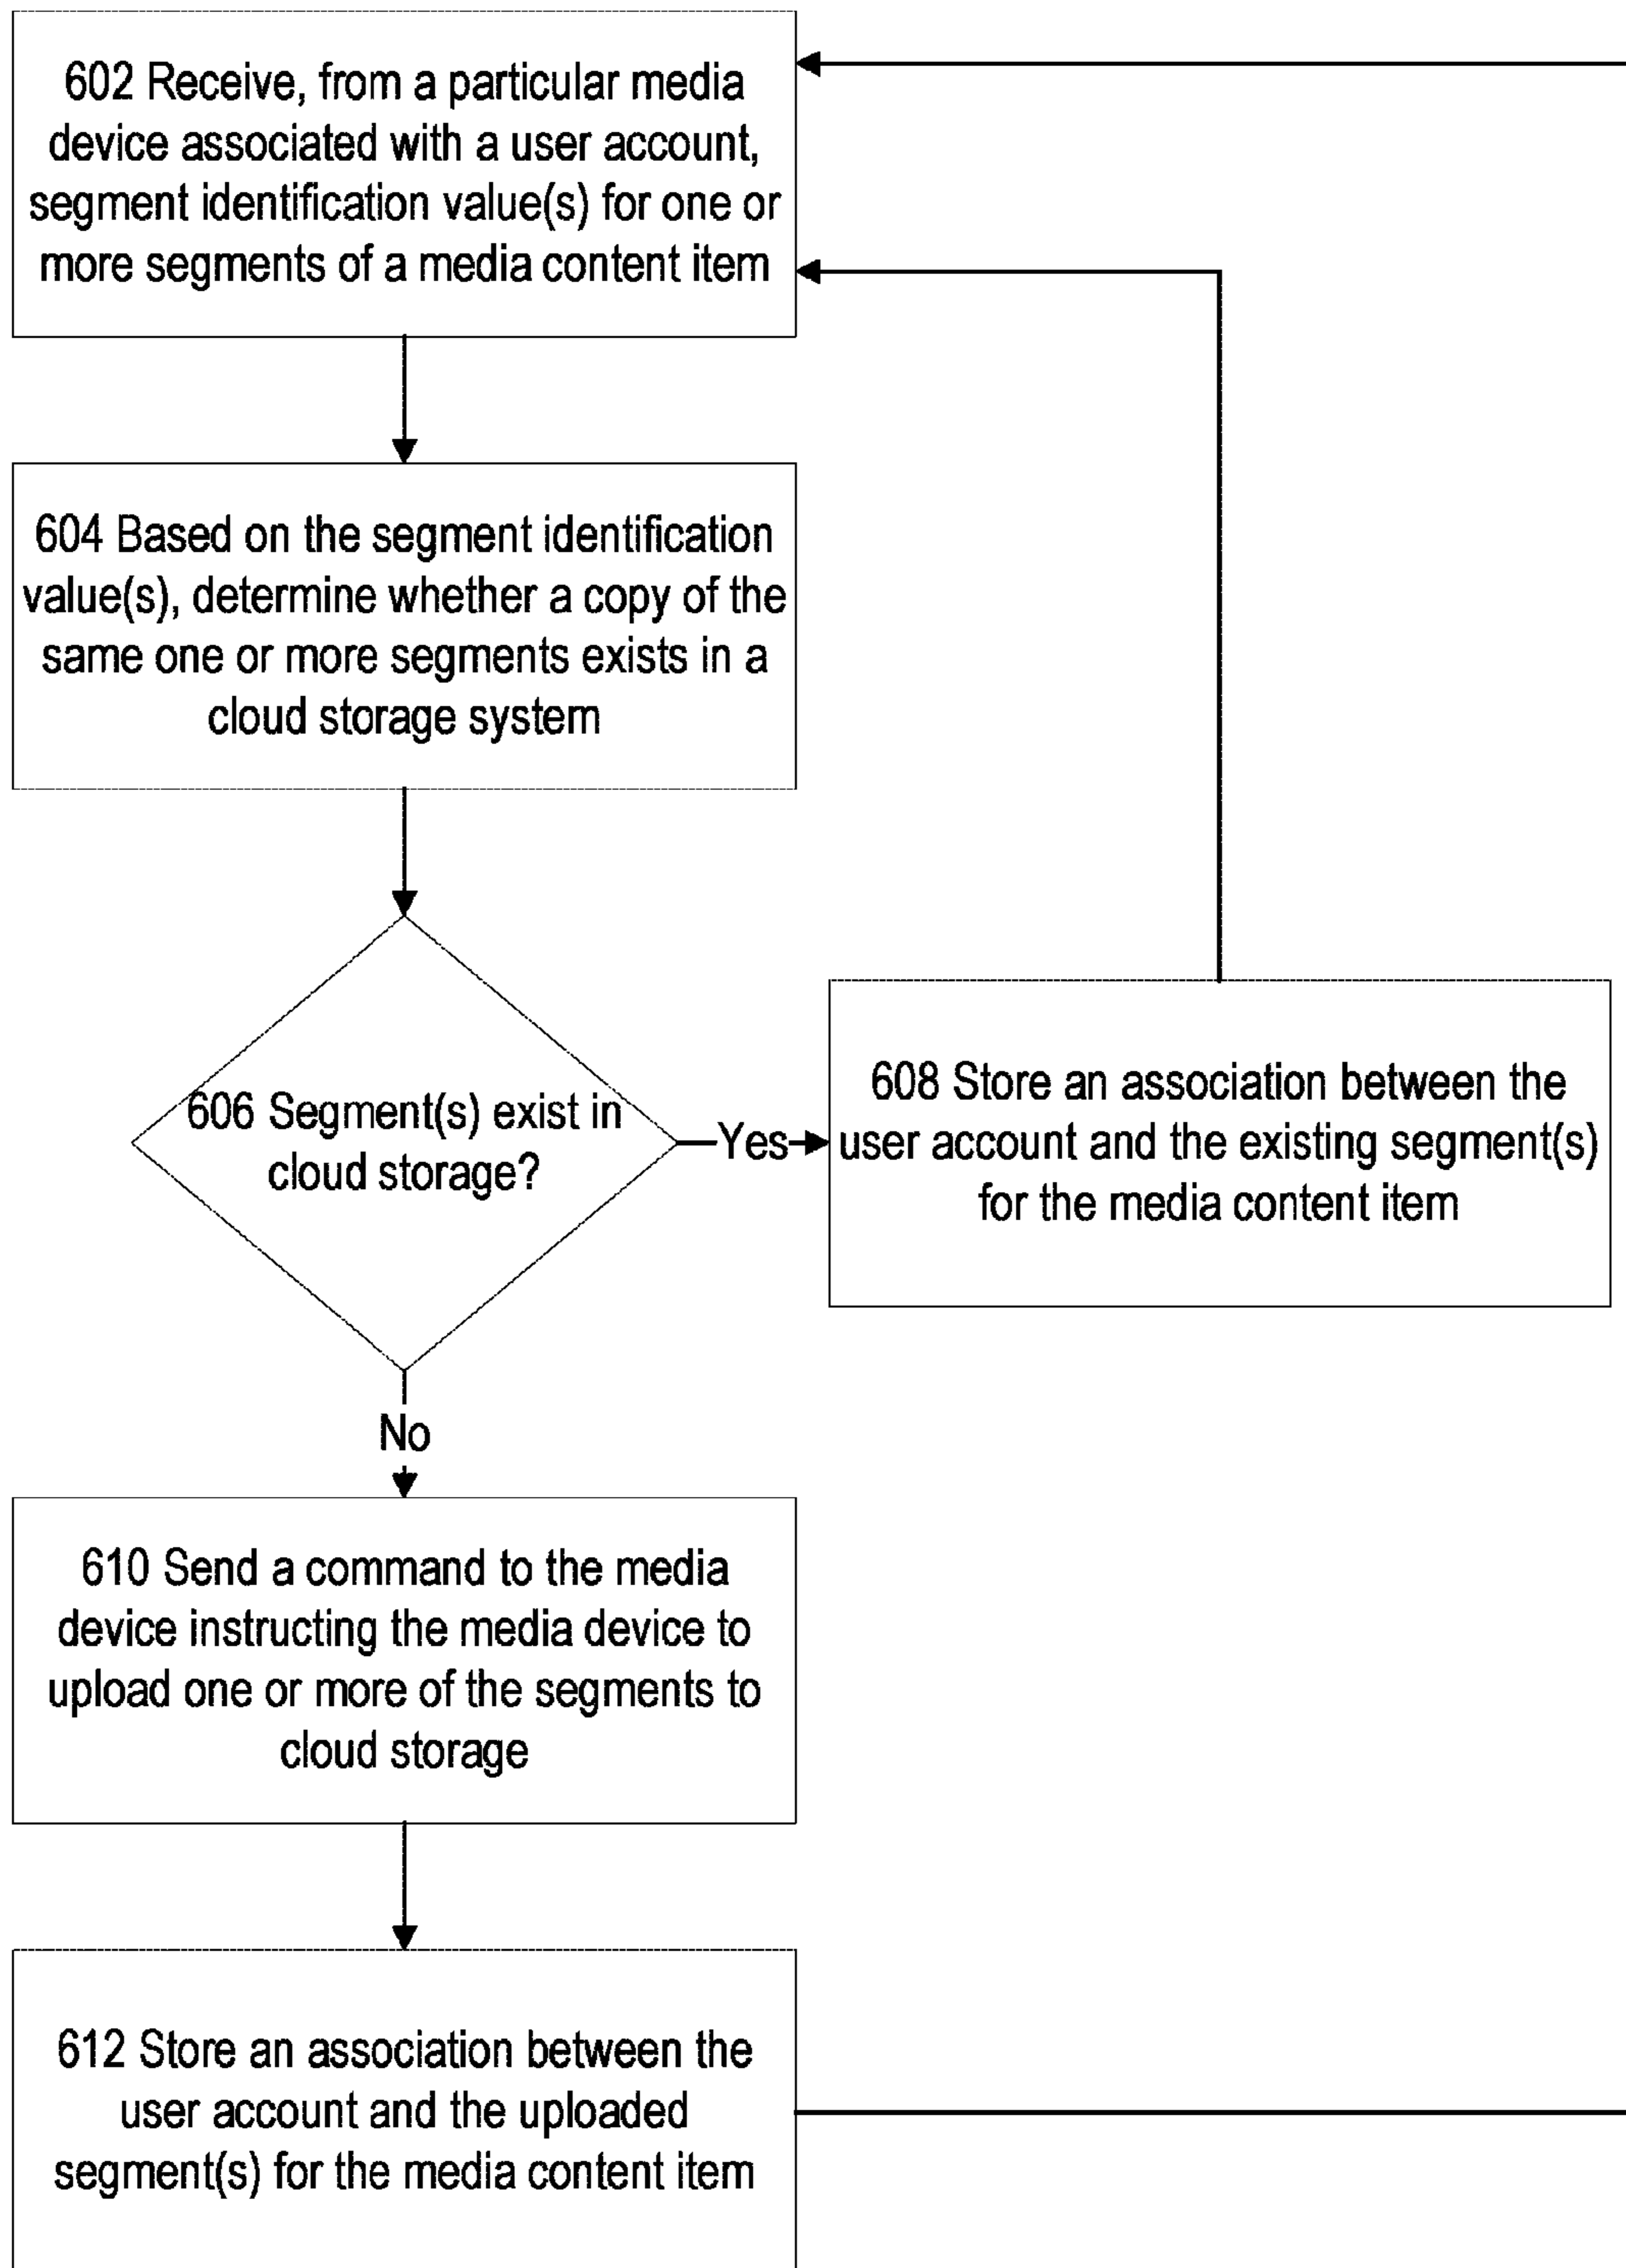 602 Receive, from a particular media
device associated with a user account,
segment identification value(s) for one or
more segments of a media content item
604 Based on the segment identification
value(s), determine whether a copy of the
same one or more segments exists in a
cloud storage system
606 Segment(s) exist in
cloud storage?
Yes
608 Store an association between the
user account and the existing segment(s)
for the media content item
No
610 Send a command to the media
device instructing the media device to
upload one or more of the segments to
cloud storage
612 Store an association between the
user account and the uploaded
segment(s) for the media content item